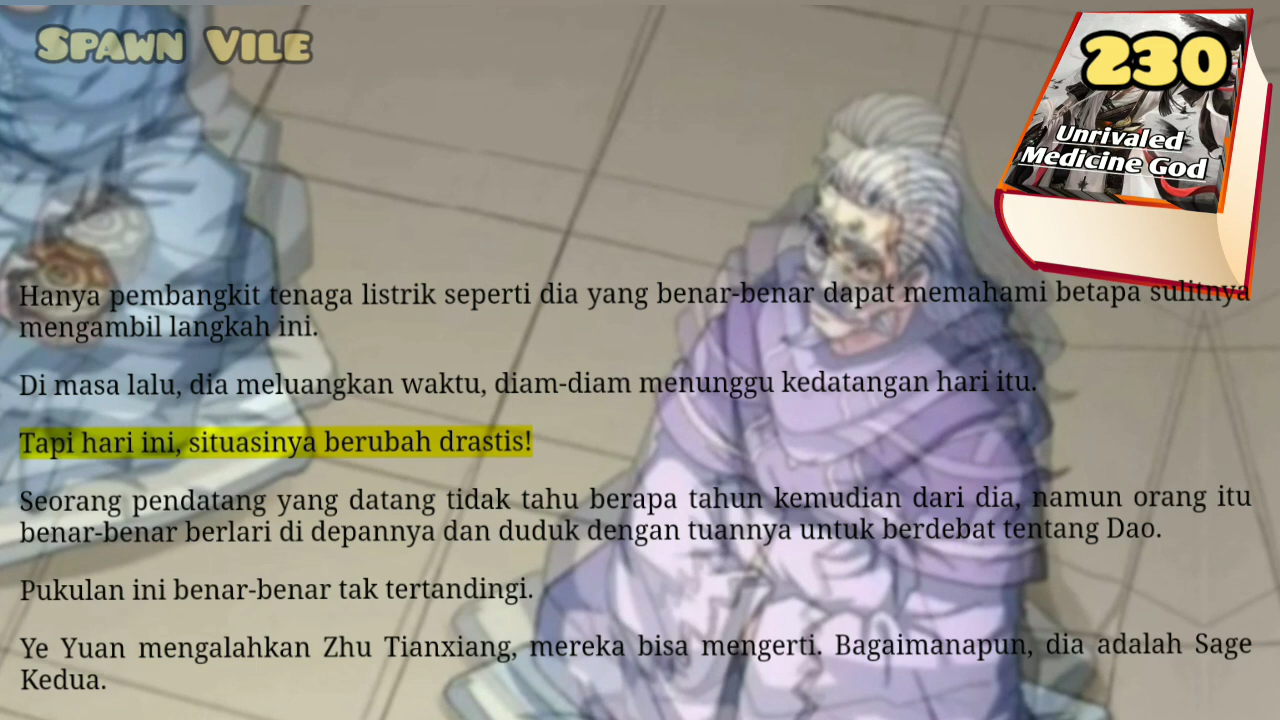 Spawn Vile
230
Unrivaled
Medicine God
Hanya pembangkit tenaga listrik seperti dia yang benar-benar dapat memahami betapa sulitnya
mengambil langkah ini.
Di masa lalu, dia meluangkan waktu, diam-diam menunggu kedatangan hari itu.
Tapi hari ini, situasinya berubah drastis!
Seorang pendatang yang datang tidak tahu berapa tahun kemudian dari dia, namun orang itu
benar-benar berlari di depannya dan duduk dengan tuannya untuk berdebat tentang Dao.
Pukulan ini benar-benar tak tertandingi.
Ye Yuan mengalahkan Zhu Tianxiang, mereka bisa mengerti. Bagaimanapun, dia adalah Sage
Kedua.